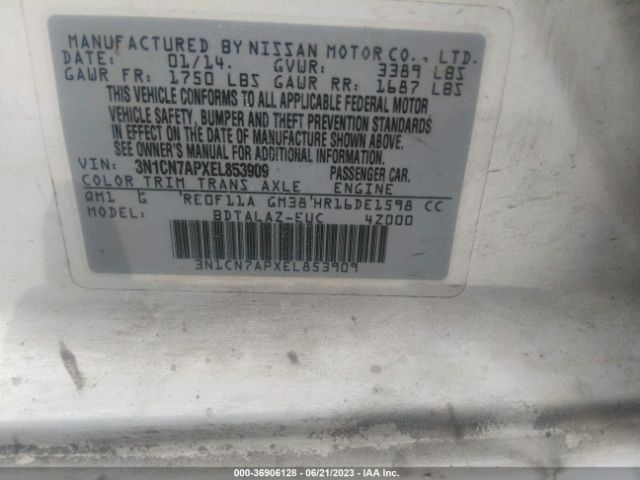 MANUFACTURED BY NISSAN MOTOR CO., LTD.
DATE: 01/14. GVWR: 3389 LBS
GAWR FR: 1750 LBS GAWR RR: 1687 LBS
THIS VEHICLE CONFORMS TO ALL APPLICABLE FEDERAL MOTOR
VEHICLE SAFETY, BUMPER AND THEFT PREVENTION STANDARDS
IN EFFECT ON THE DATE OF MANUFACTURE SHOWN ABOVE.
SEE OWNER'S MANUAL FOR ADDITIONAL INFORMATION
VIN: 3N1CN7APXEL853909 PASSENGER CAR.
COLOR TRIM TRANS AXLE ENGINE
QM1 G 'RE0F11A GM38'HR16DE1598 CC
BDTALAZ-EUC 4Z000
3N1CN7APXEL853909
000-36906128 - 06/21/2023 - IAA Inc.